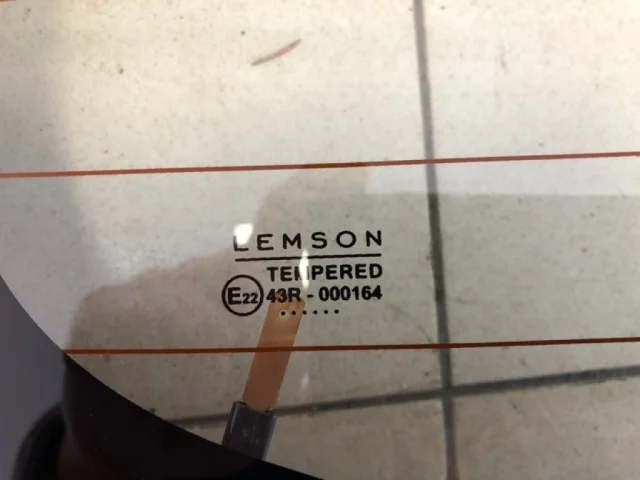 LEMSON
TEMPERED
E22 43R - 000164